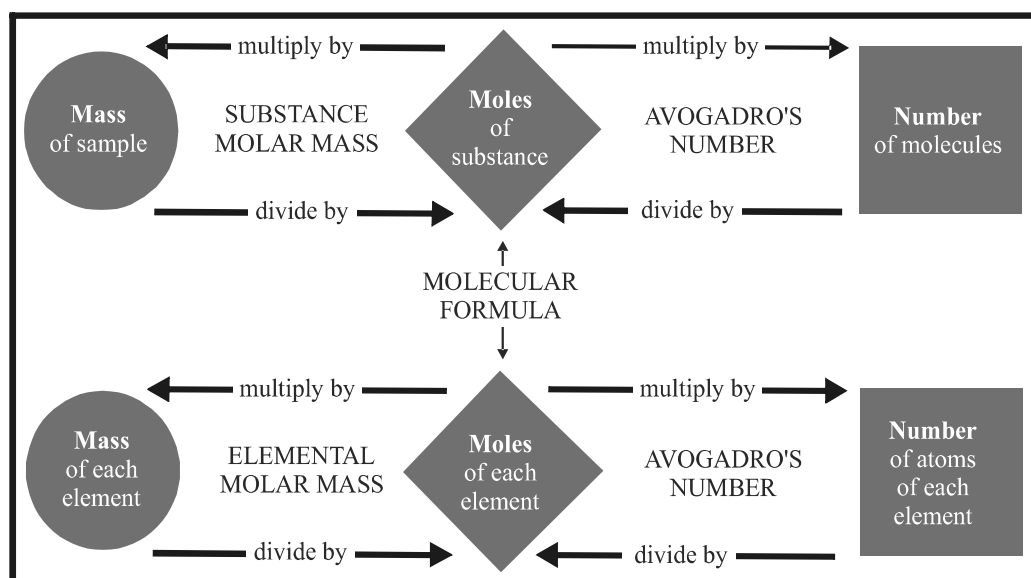 multiply by
multiply by
Mass
of sample
SUBSTANCE
MOLAR MASS
Moles
of
substance
AVOGADRO'S
NUMBER
Number
of molecules
divide by
divide by
MOLECULAR
FORMULA
multiply by
multiply by
Mass
of each
element
ELEMENTAL
MOLAR MASS
Moles
of each
element
AVOGADRO'S
NUMBER
Number
of atoms
of each
element
divide by
divide by